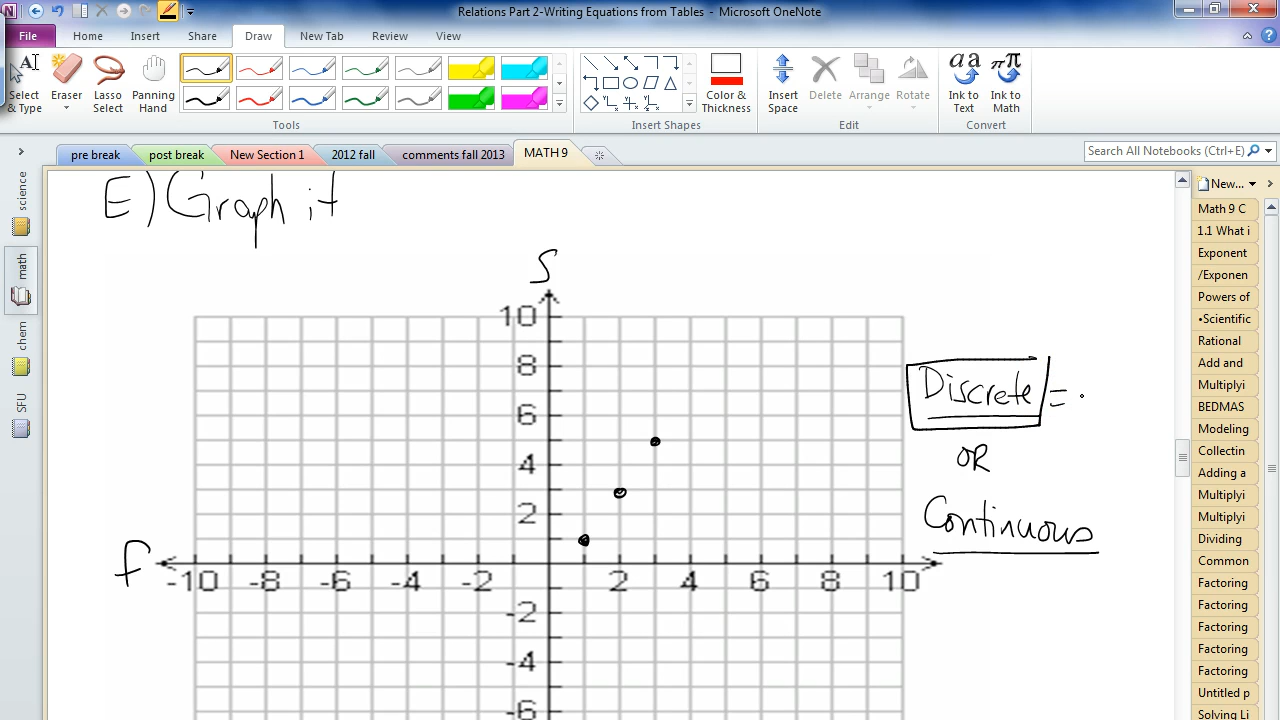 Relations Part 2-Writing Equations from Tables - Microsoft OneNote
File Home Insert Draw New Tab Review View
Select & Type
Eraser
Lasso Select
Panning Hand
Color & Thickness
Insert Space
Delete
Arrange
Rotate
Ink to Text
Ink to Math
Tools
Insert Shapes
Edit
Convert
pre break
post break
New Section 1
2012 fall
comments fall 2013
MATH 9
Search All Notebooks (Ctrl+E)
science
math
chem
SFU
E) Graph it
S
10
8
6
4
2
f
-10 -8 -6 -4 -2 2 4 6 8 10
-2
-4
-6
Discrete =
OR
Continuous
New...
Math 9 C
1.1 What i
Exponent
/Exponen
Powers of
•Scientific
Rational
Add and
Multiplyi
BEDMAS
Modeling
Collectin
Adding a
Multiplyi
Multiplyi
Dividing
Common
Factoring
Factoring
Factoring
Factoring
Factoring
Untitled p
Solving Li